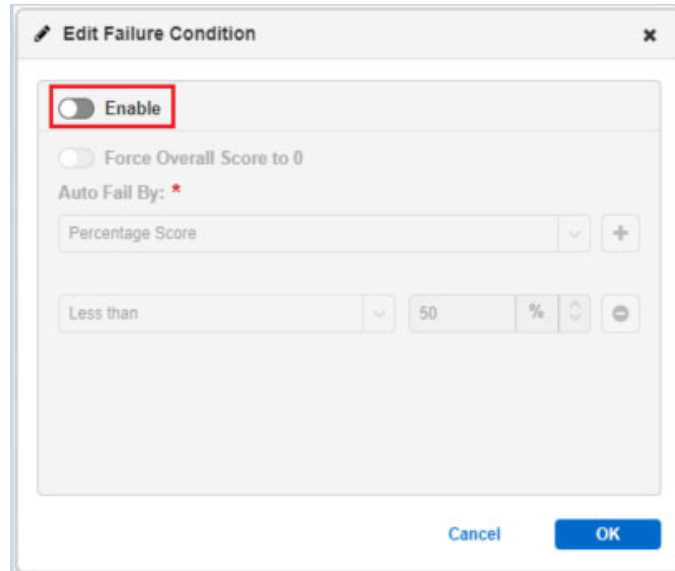 Edit Failure Condition
Enable
Force Overall Score to 0
Auto Fail By: *
Percentage Score
Less than 50 %
Cancel OK